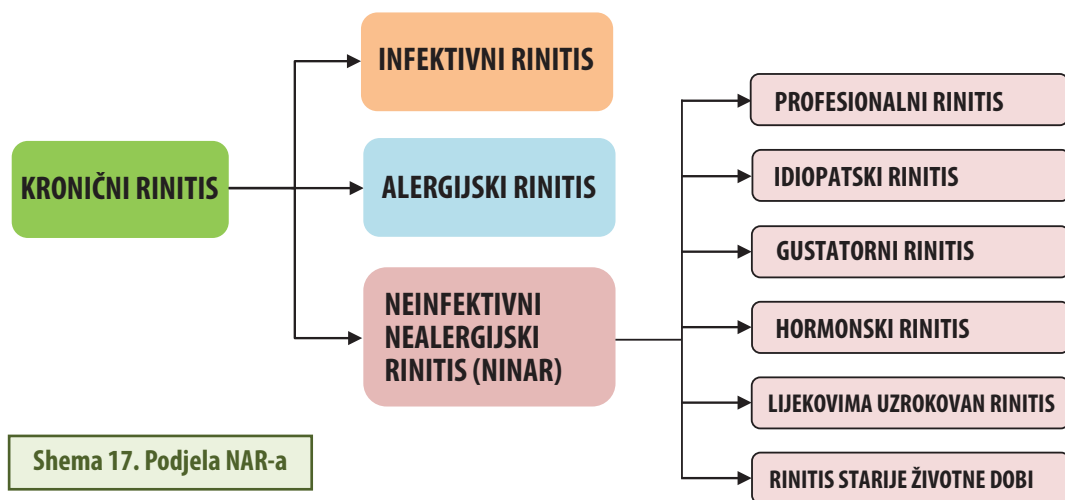 KRONIČNI RINITIS
INFEKTIVNI RINITIS
ALERGIJSKI RINITIS
NEINFEKTIVNI
NEALERGIJSKI
RINITIS (NINAR)
PROFESIONALNI RINITIS
IDIOPATSKI RINITIS
GUSTATORNI RINITIS
HORMONSKI RINITIS
LIJEKOVIMA UZROKOVAN RINITIS
RINITIS STARIJE ŽIVOTNE DOBI
Shema 17. Podjela NAR-a